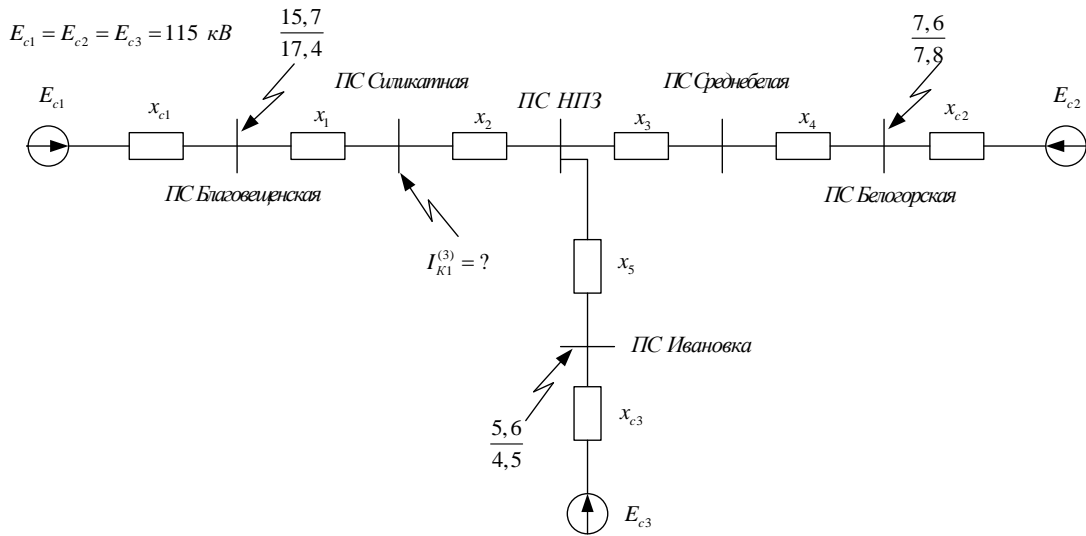 E_{c1} = E_{c2} = E_{c3} = 115 кВ
15,7
17,4
7,6
7,8
ПС Силикатная
ПС НПЗ
ПС Среднебелая
E_{c1}
x_{c1}
x_1
x_2
x_3
x_4
x_{c2}
E_{c2}
ПС Благовещенская
ПС Белогорская
I_{K1}^{(3)} = ?
x_5
ПС Ивановка
5,6
4,5
x_{c3}
E_{c3}